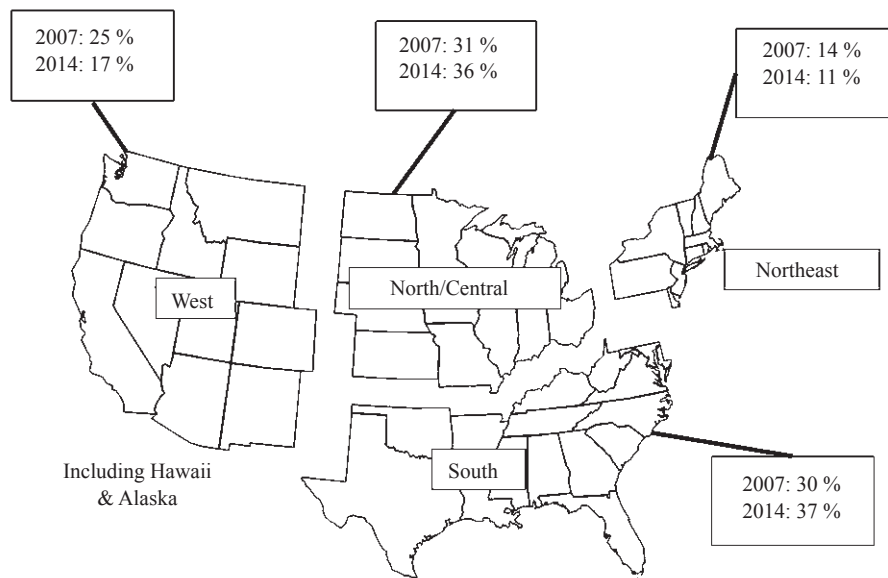 2007: 25 %
2014: 17 %
2007: 31 %
2014: 36 %
2007: 14 %
2014: 11 %
West
North/Central
Northeast
Including Hawaii
& Alaska
South
2007: 30 %
2014: 37 %